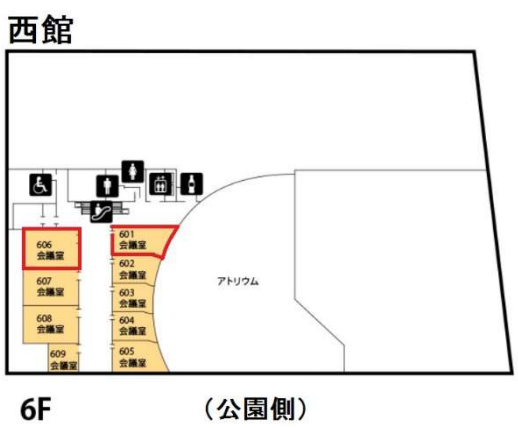 西館
606
会議室
601
会議室
602
会議室
607
会議室
603
会議室
608
会議室
604
会議室
609
会議室
605
会議室
アトリウム
6F
（公園側）